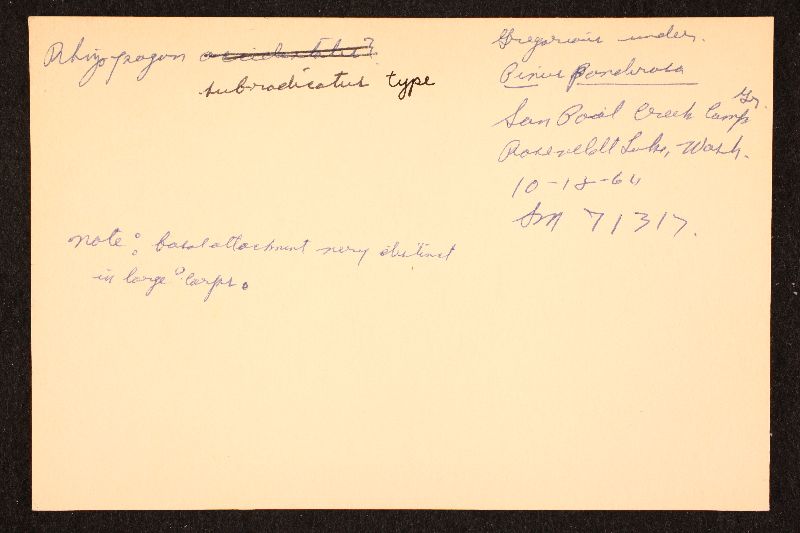 Rhizopogon
subradicatus type
Gregarious under.
Pinus ponderosa
San Poil Creek Camp Gr.
Roosevelt Lake, Wash.
10-18-64
Sm 71317.
note: basal attachment very distinct
in large carps.